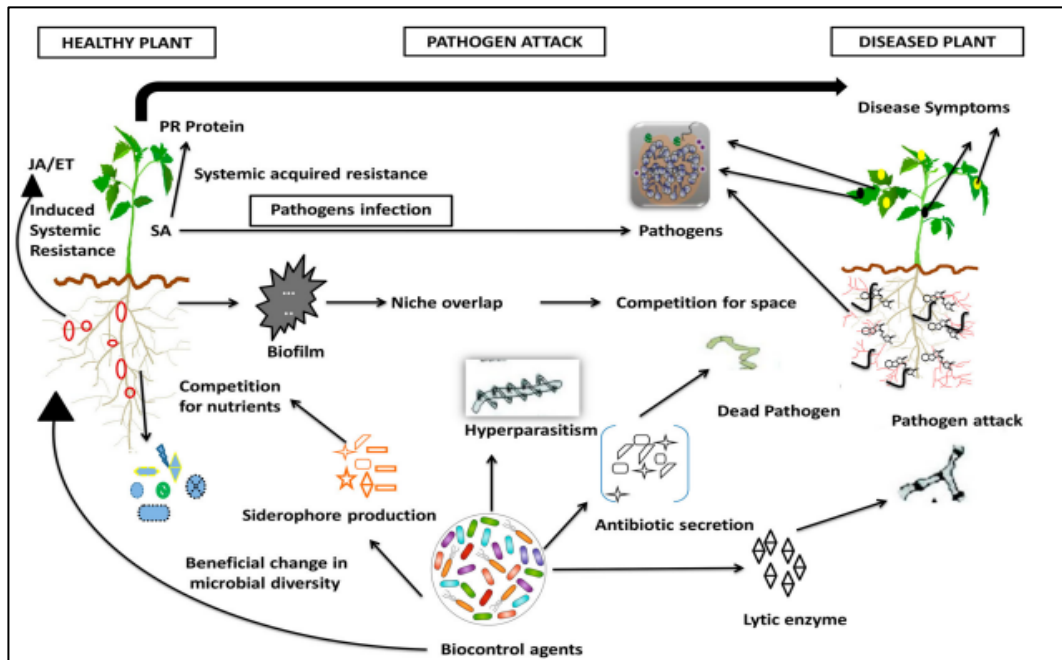 HEALTHY PLANT
PATHOGEN ATTACK
DISEASED PLANT
Disease Symptoms
PR Protein
JA/ET
Systemic acquired resistance
Induced
Systemic
Resistance
Pathogens infection
SA
Pathogens
Niche overlap
Competition for space
Biofilm
Competition
for nutrients
Hyperparasitism
Dead Pathogen
Pathogen attack
Siderophore production
Antibiotic secretion
Beneficial change in
microbial diversity
Lytic enzyme
Biocontrol agents